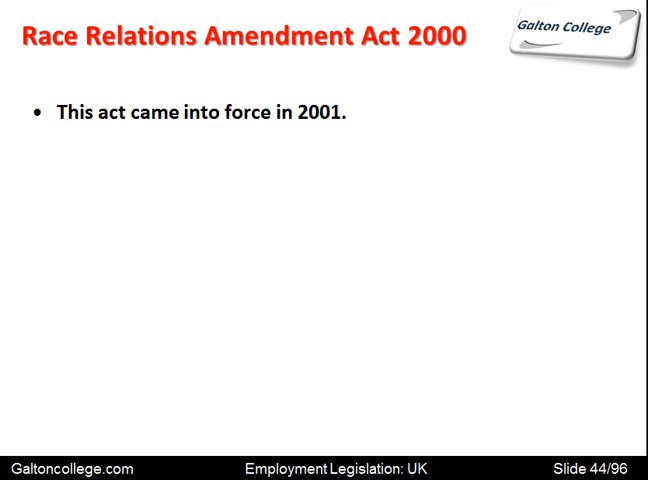 Race Relations Amendment Act 2000
Galton College
• This act came into force in 2001.
Galtoncollege.com
Employment Legislation: UK
Slide 44/96